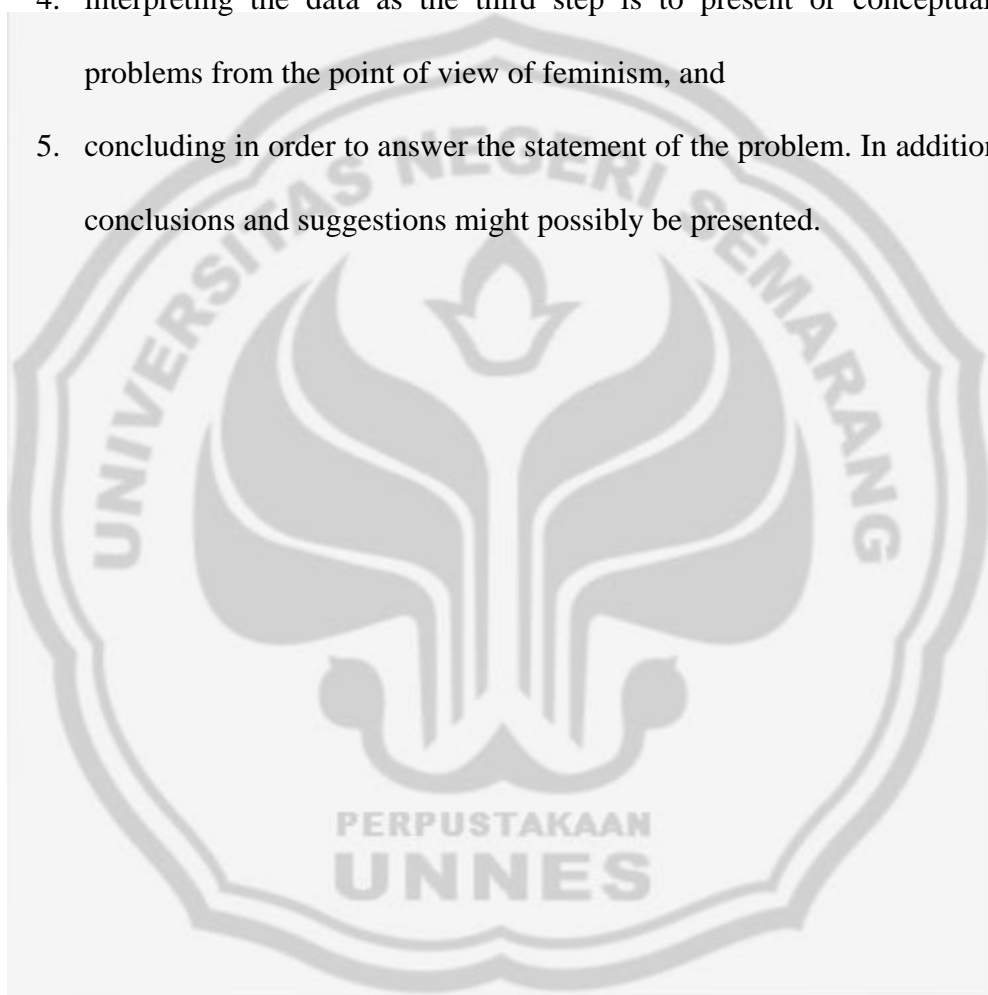 4. Interpreting the data as the third step is to present of conceptual
problems from the point of view of feminism, and
5. concluding in order to answer the statement of the problem. In addition
conclusions and suggestions might possibly be presented.
UNIVERSITAS NEGERI SEMARANG
PERPUSTAKAAN
UNNES